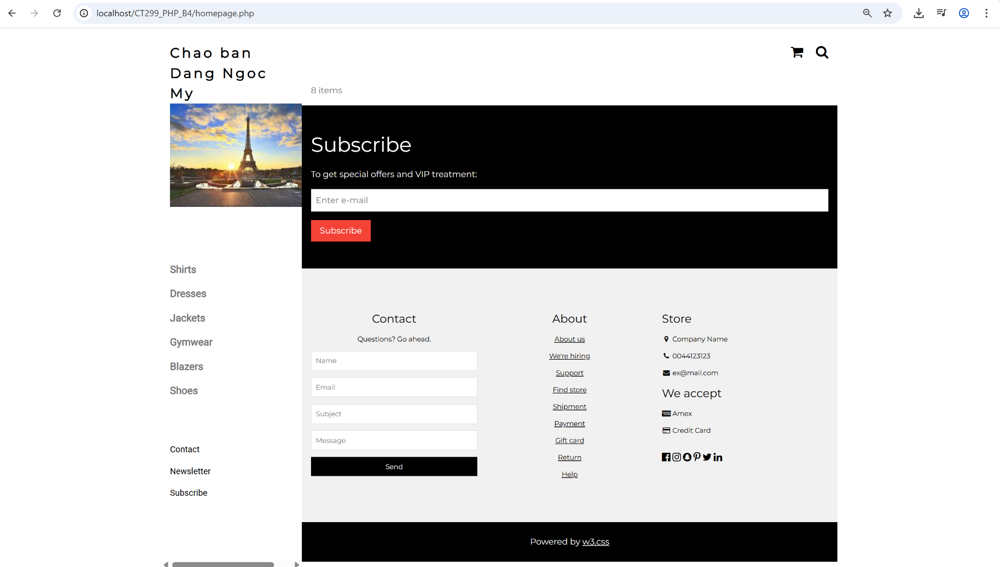 localhost/CT299_PHP_B4/homepage.php
Chao ban
Dang Ngoc
My
8 items
Subscribe
To get special offers and VIP treatment:
Enter e-mail
Subscribe
Shirts
Dresses
Jackets
Gymwear
Blazers
Shoes
Contact
Newsletter
Subscribe
Contact
Questions? Go ahead.
Name
Email
Subject
Message
Send
About
About us
We're hiring
Support
Find store
Shipment
Payment
Gift card
Return
Help
Store
Company Name
0044123123
ex@mail.com
We accept
Amex
Credit Card
Powered by w3.css